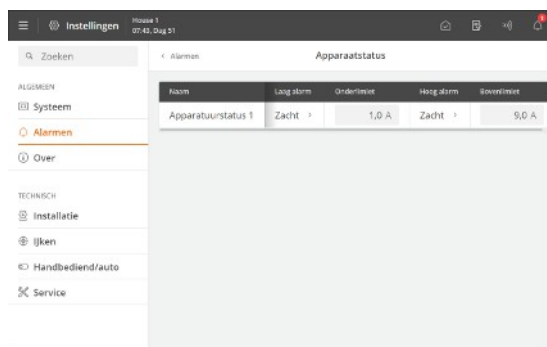 Instellingen
House 1
07:43, Dag 51
Zoeken
< Alarmen
Apparaatstatus
ALGEMEEN
Systeem
Alarmen
Over
TECHNISCH
Installatie
IJken
Handbediend/auto
Service
Naam Laag alarm Onderlimiet Hoog alarm Bovenlimiet
Apparatuurstatus 1 Zacht > 1,0 A Zacht > 9,0 A